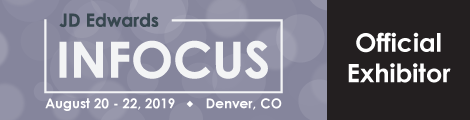 JD Edwards
INFOCUS
August 20 - 22, 2019 ◆ Denver, CO
Official
Exhibitor